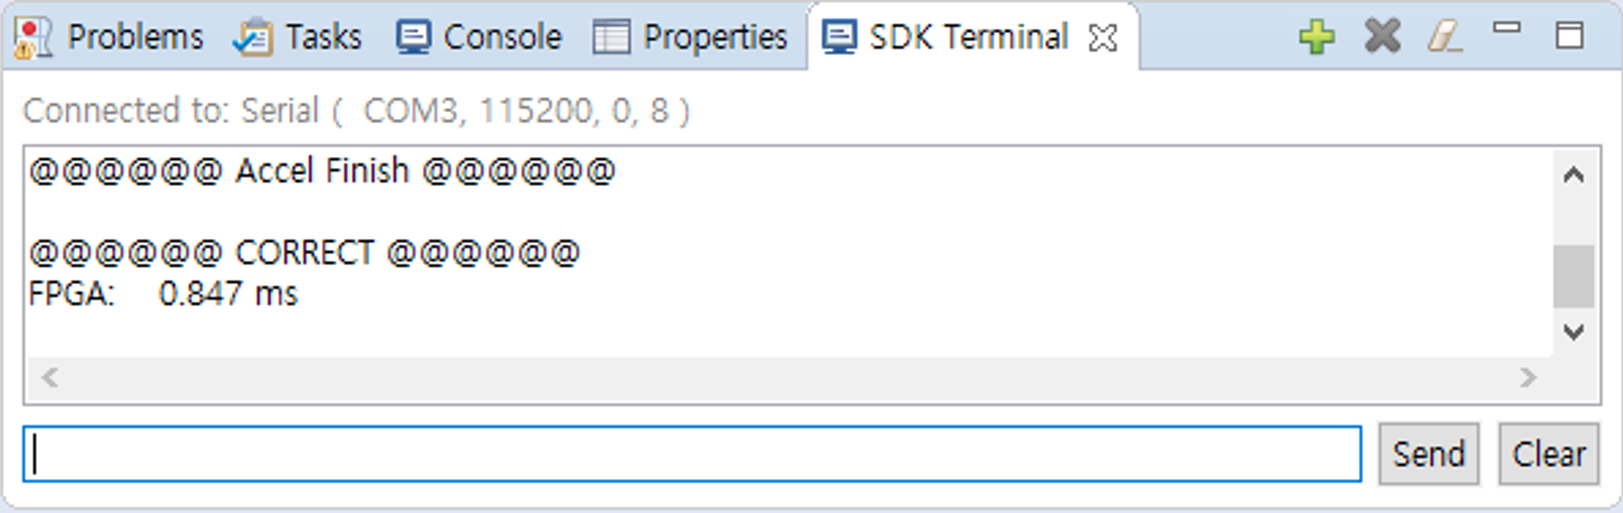 Problems Tasks Console Properties SDK Terminal
Connected to: Serial ( COM3, 115200, 0, 8 )
@@@@@@ Accel Finish @@@@@@
@@@@@@ CORRECT @@@@@@
FPGA: 0.847 ms
Send Clear